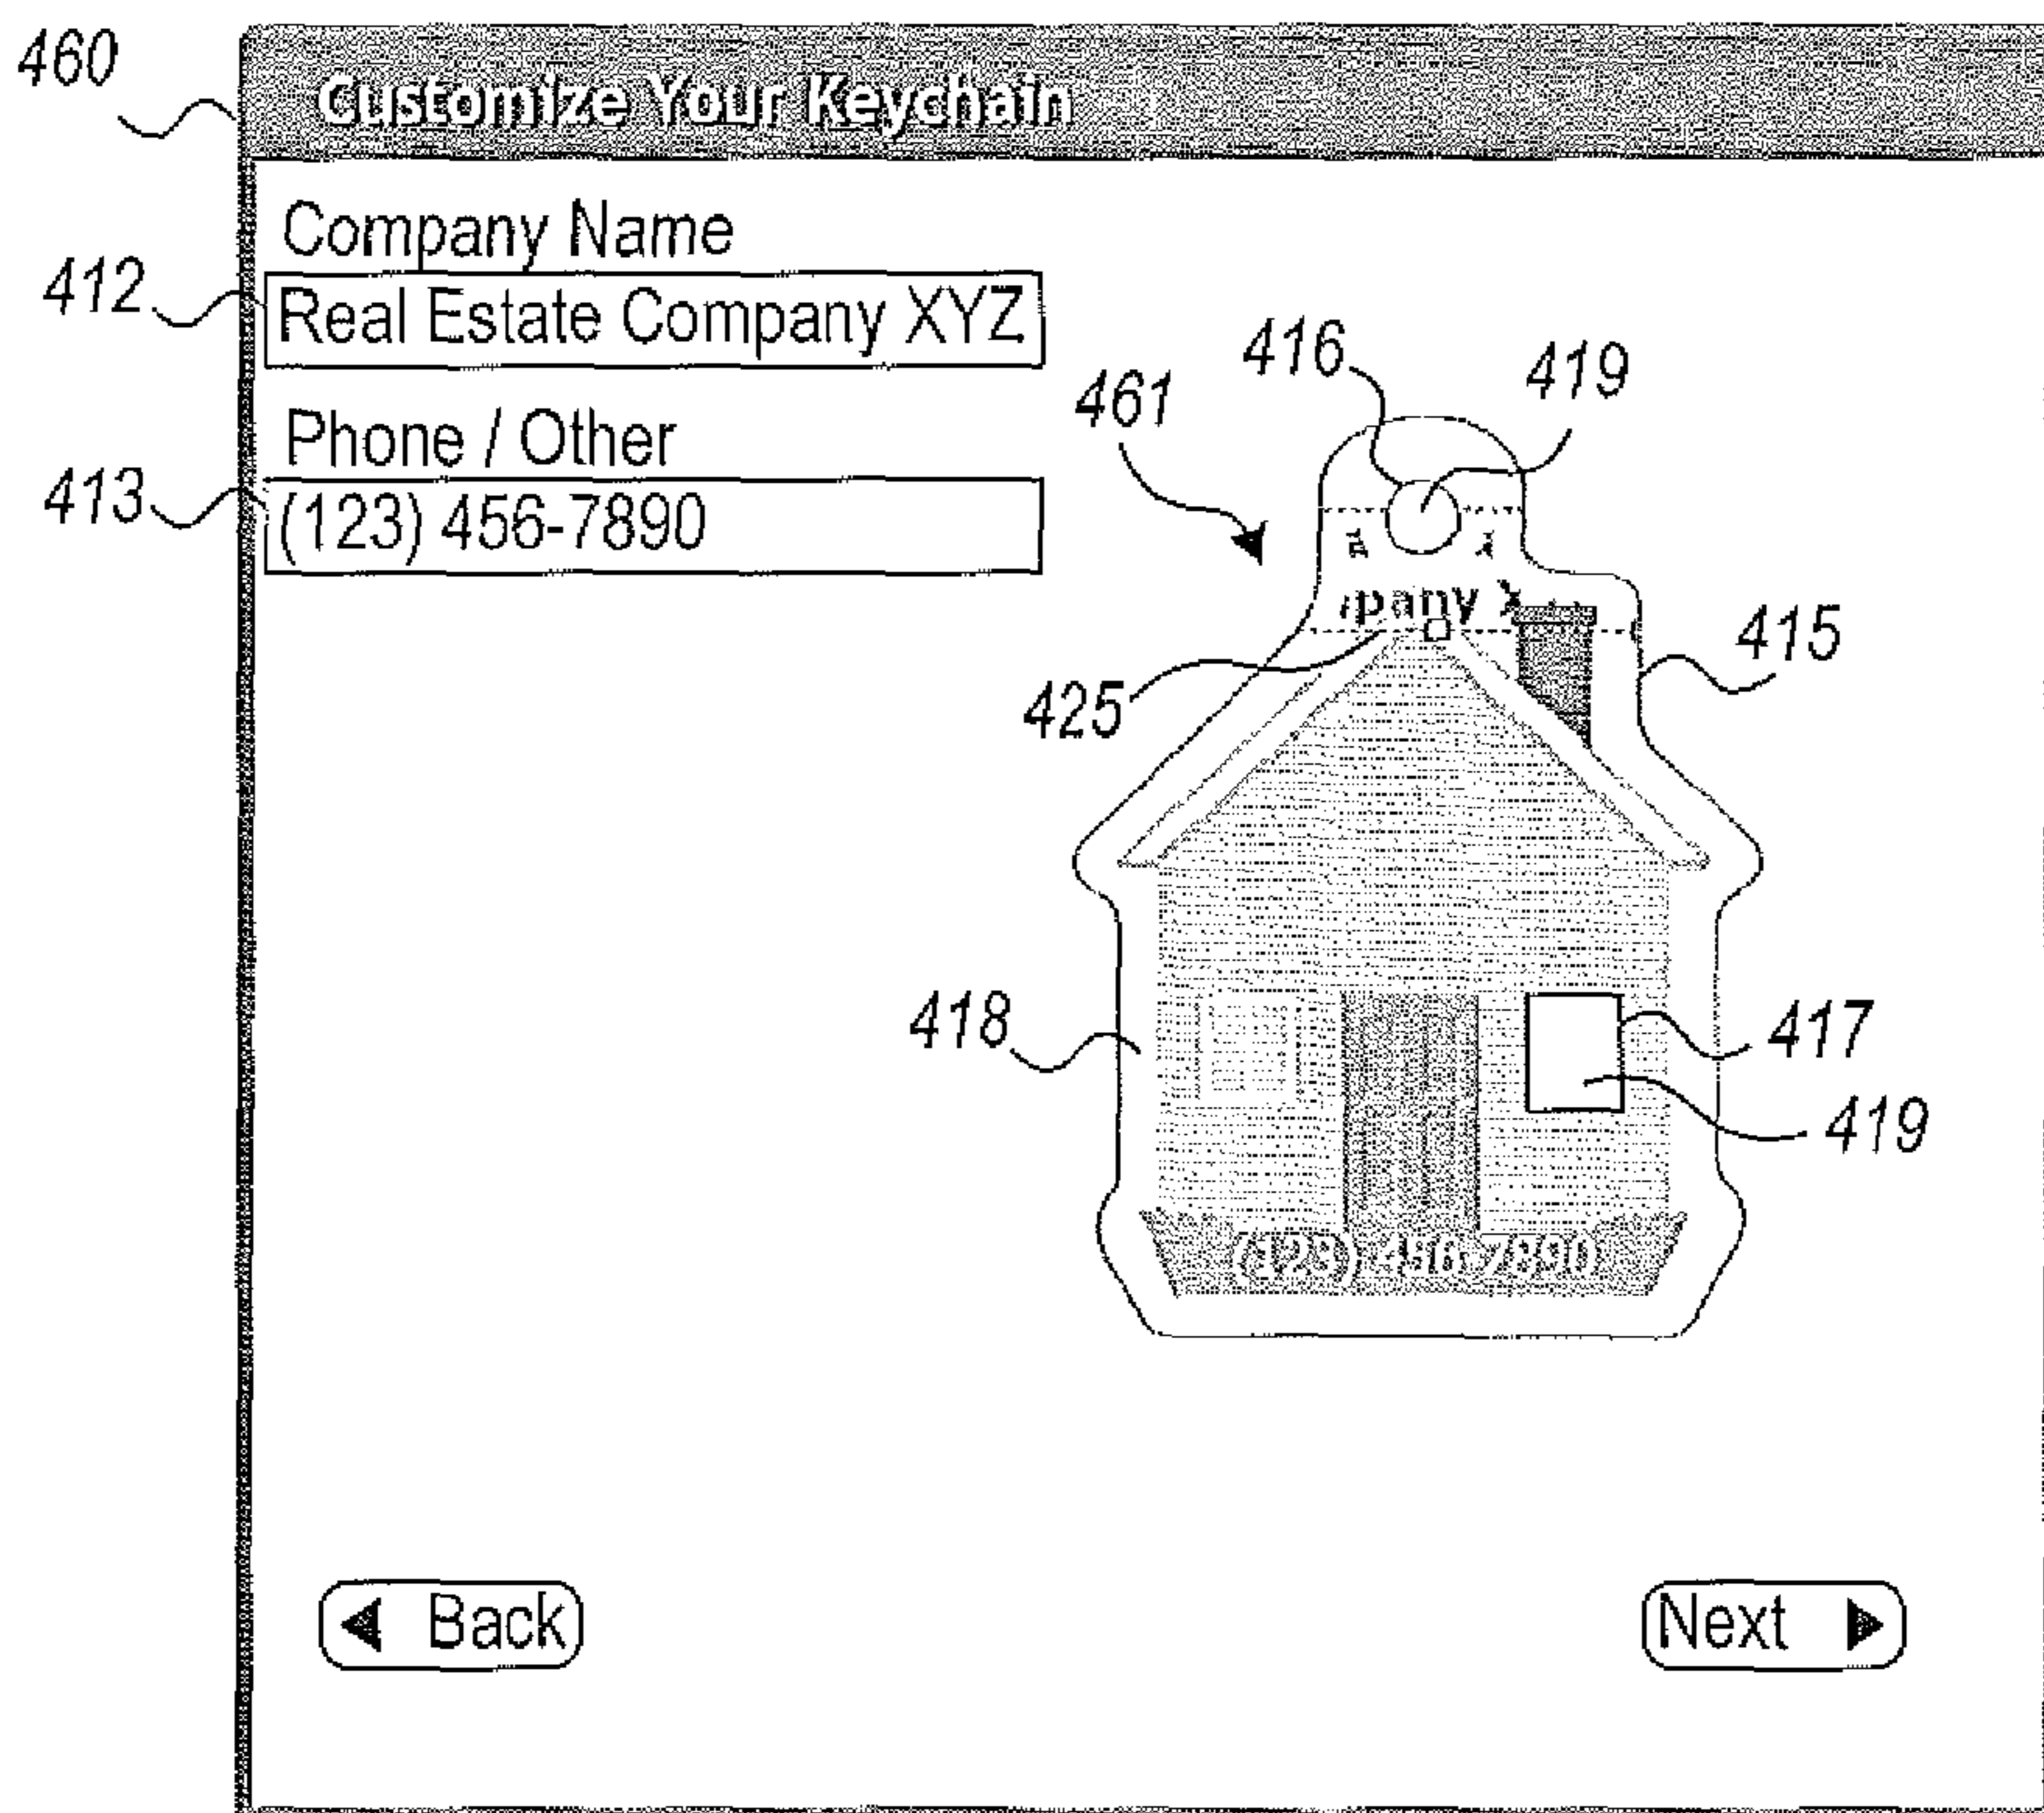 460
Customize Your Keychain
Company Name
412
Real Estate Company XYZ
416
419
461
Phone / Other
413
(123) 456-7890
pany
415
425
418
417
419
(123) 456-7890
Back
Next